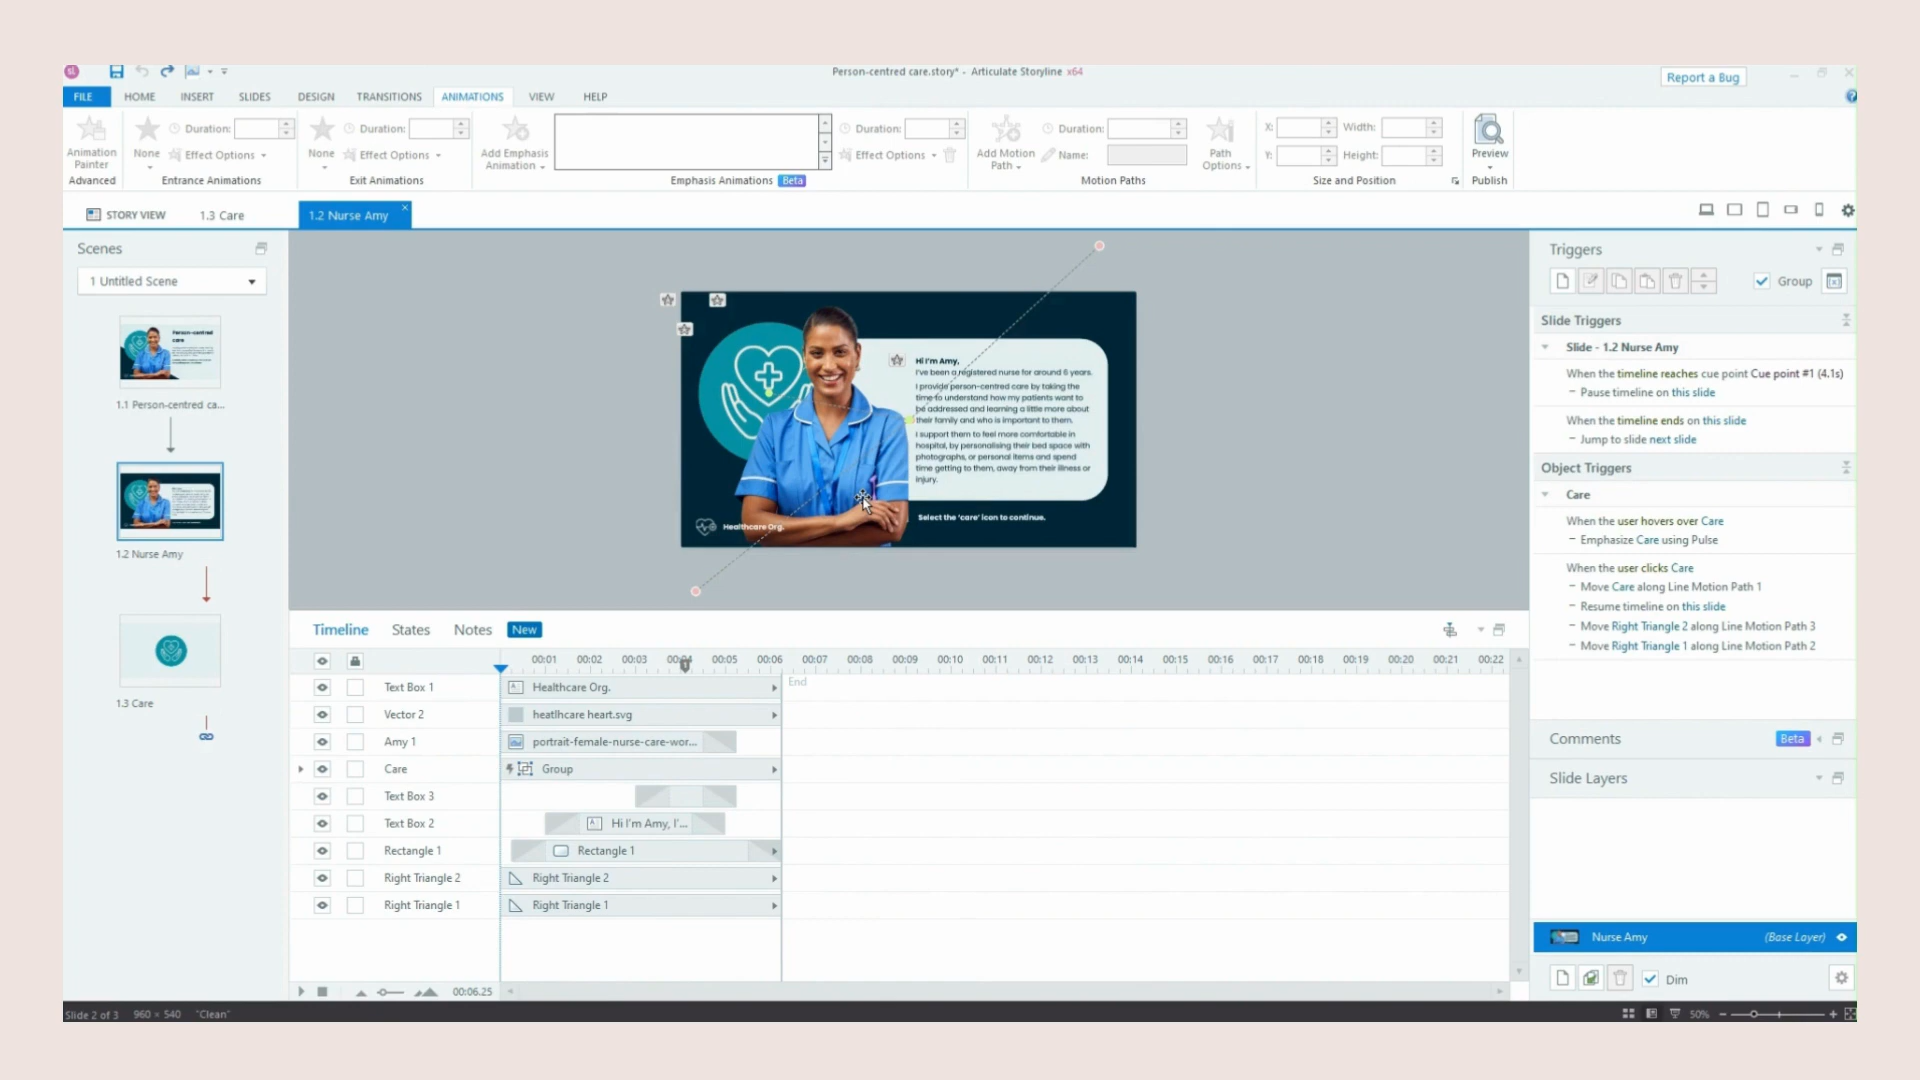 Person-centred care.story* - Articulate Storyline x64
Report a Bug
FILE HOME INSERT SLIDES DESIGN TRANSITIONS ANIMATIONS VIEW HELP
Animation Painter
Advanced
None
Duration:
Effect Options
Entrance Animations
None
Duration:
Effect Options
Exit Animations
Add Emphasis Animation
Duration:
Effect Options
Emphasis Animations Beta
Add Motion Path
Duration:
Name:
Path Options
Motion Paths
X: Width:
Y: Height:
Size and Position
Preview
Publish
STORY VIEW 1.3 Care 1.2 Nurse Amy
Scenes
1 Untitled Scene
Person-centred care
1.1 Person-centred ca...
1.2 Nurse Amy
1.3 Care
Hi I'm Amy,
I've been a registered nurse for around 6 years.
I provide person-centred care by taking the
time to understand how my patients want to
be addressed and learning a little more about
their family and who is important to them.
I support them to feel more comfortable in
hospital, by personalising their bed space with
photographs, or personal items and spend
time getting to them, away from their illness or
injury.
Select the 'care' icon to continue.
Healthcare Org.
Timeline States Notes New
00:01 00:02 00:03 00:04 00:05 00:06 00:07 00:08 00:09 00:10 00:11 00:12 00:13 00:14 00:15 00:16 00:17 00:18 00:19 00:20 00:21 00:22
Text Box 1 Healthcare Org. End
Vector 2 heatlhcare heart.svg
Amy 1 portrait-female-nurse-care-wor...
Care Group
Text Box 3
Text Box 2 Hi I'm Amy, I'...
Rectangle 1 Rectangle 1
Right Triangle 2 Right Triangle 2
Right Triangle 1 Right Triangle 1
00:06.25
Triggers
Group
Slide Triggers
Slide - 1.2 Nurse Amy
When the timeline reaches cue point Cue point #1 (4.1s)
- Pause timeline on this slide
When the timeline ends on this slide
- Jump to slide next slide
Object Triggers
Care
When the user hovers over Care
- Emphasize Care using Pulse
When the user clicks Care
- Move Care along Line Motion Path 1
- Resume timeline on this slide
- Move Right Triangle 2 along Line Motion Path 3
- Move Right Triangle 1 along Line Motion Path 2
Comments Beta
Slide Layers
Nurse Amy (Base Layer)
Dim
Slide 2 of 3 960 × 540 "Clean" 50%